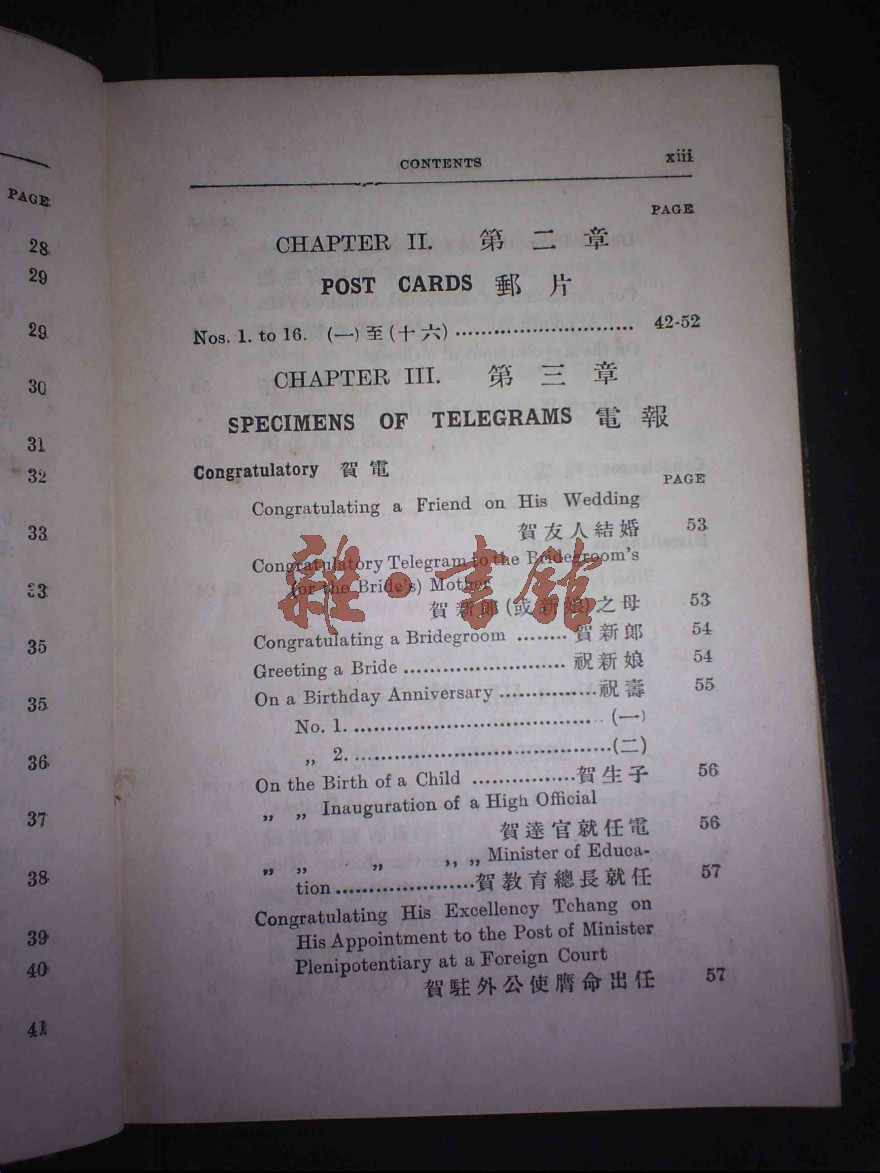 PAGE
28
29
29
30
31
32
33
33
35
35
36
37
38
39
40
41
CONTENTS xiii
PAGE
CHAPTER II. 第二章
POST CARDS 郵片
Nos. 1. to 16. (一)至(十六) ........................... 42-52
CHAPTER III. 第三章
SPECIMENS OF TELEGRAMS 電報
Congratulatory 賀電
PAGE
Congratulating a Friend on His Wedding
賀友人結婚 53
Congratulatory Telegram to the Bridegroom's
(or the Bride's) Mother
賀新郎(或新娘)之母 53
Congratulating a Bridegroom ........ 賀新郎 54
Greeting a Bride ......................... 祝新娘 54
On a Birthday Anniversary ...............祝壽 55
No. 1. ....................................... (一)
„ 2. .......................................(二)
On the Birth of a Child ................賀生子 56
„ „ Inauguration of a High Official
賀達官就任電 56
„ „ „ „ „ Minister of Educa-
tion ......................賀教育總長就任 57
Congratulating His Excellency Tchang on
His Appointment to the Post of Minister
Plenipotentiary at a Foreign Court
賀駐外公使膺命出任 57
雜·書館